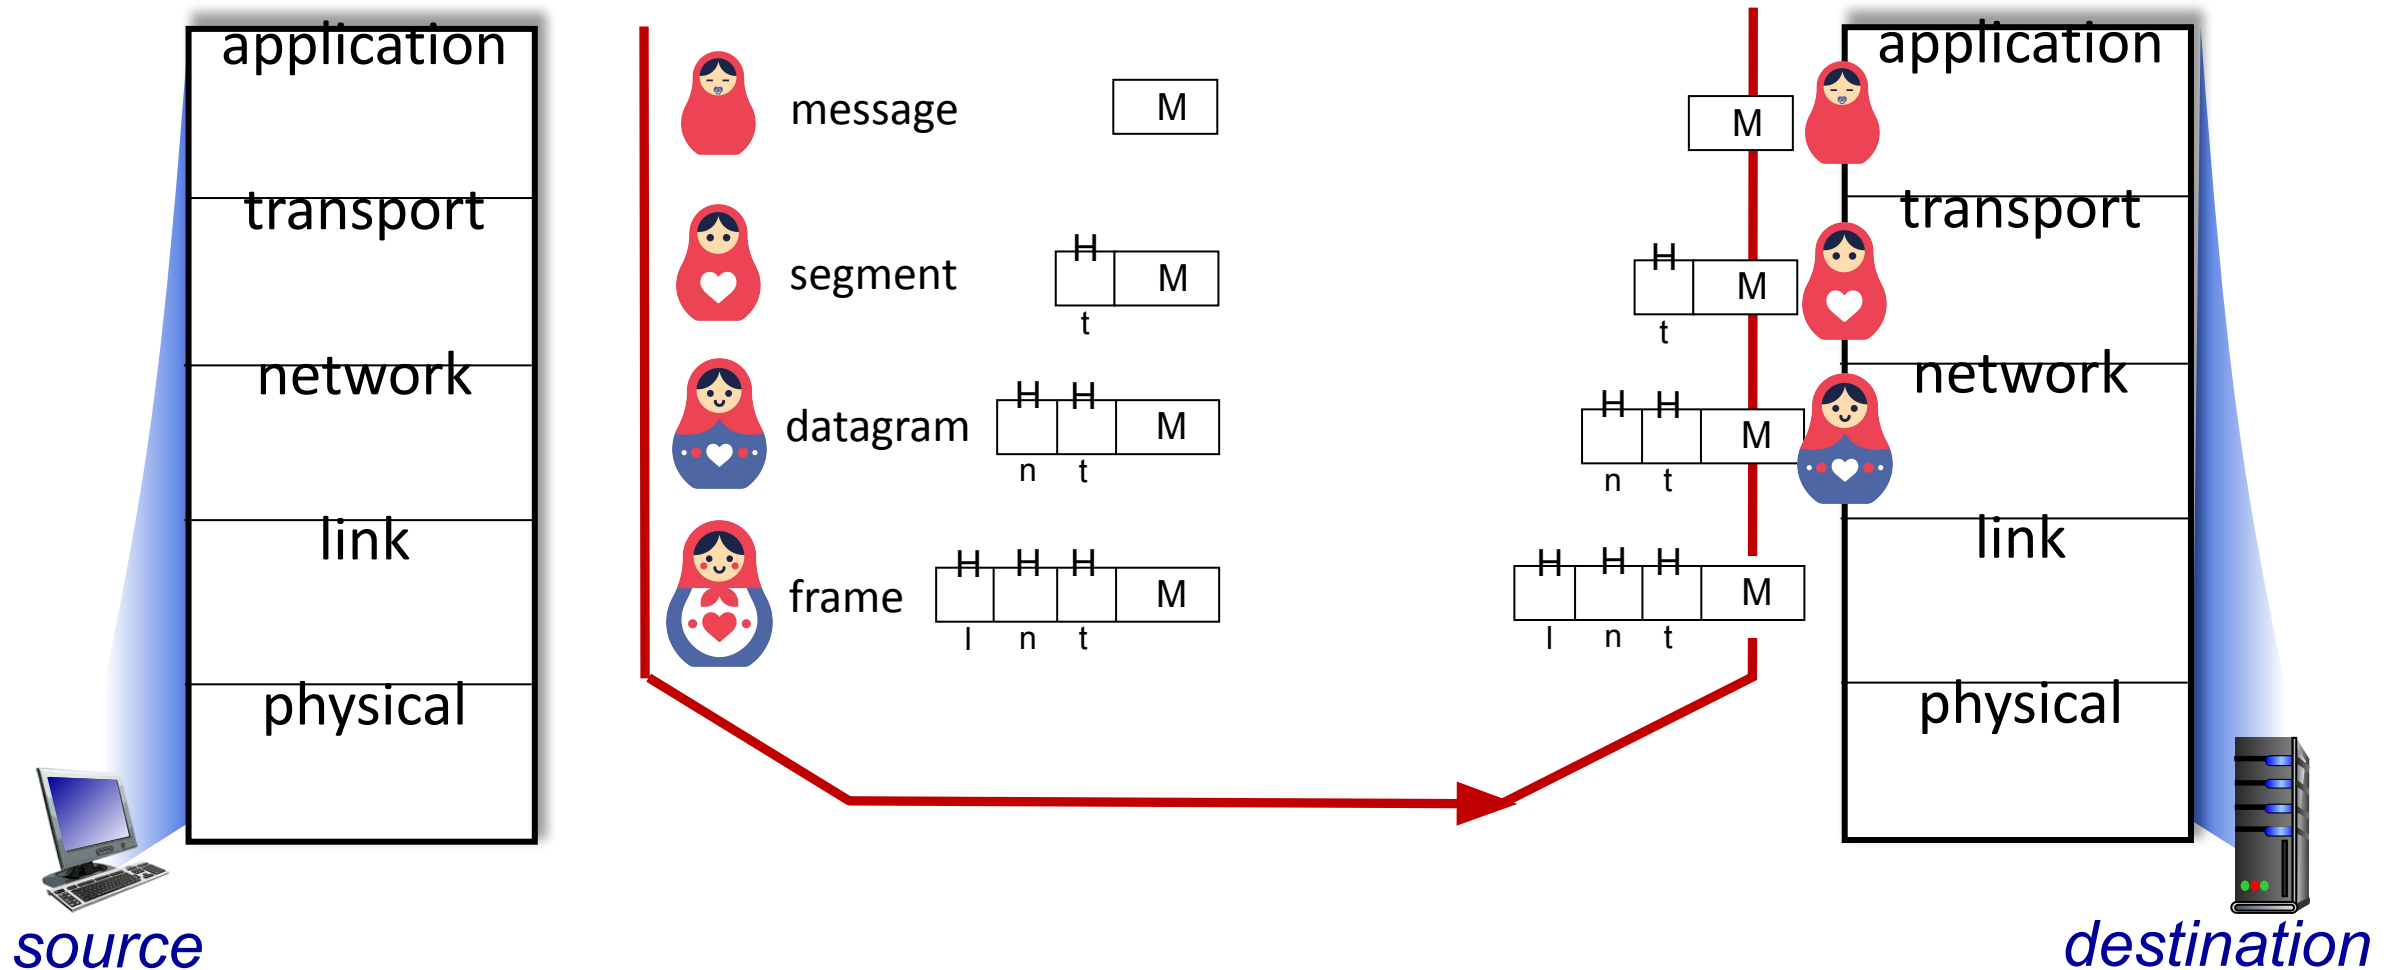 application
transport
network
link
physical
source
message M
H
segment M
t
H H
datagram M
n t
H H H
frame M
l n t
M
H
M
t
H H
M
n t
H H H
M
l n t
application
transport
network
link
physical
destination